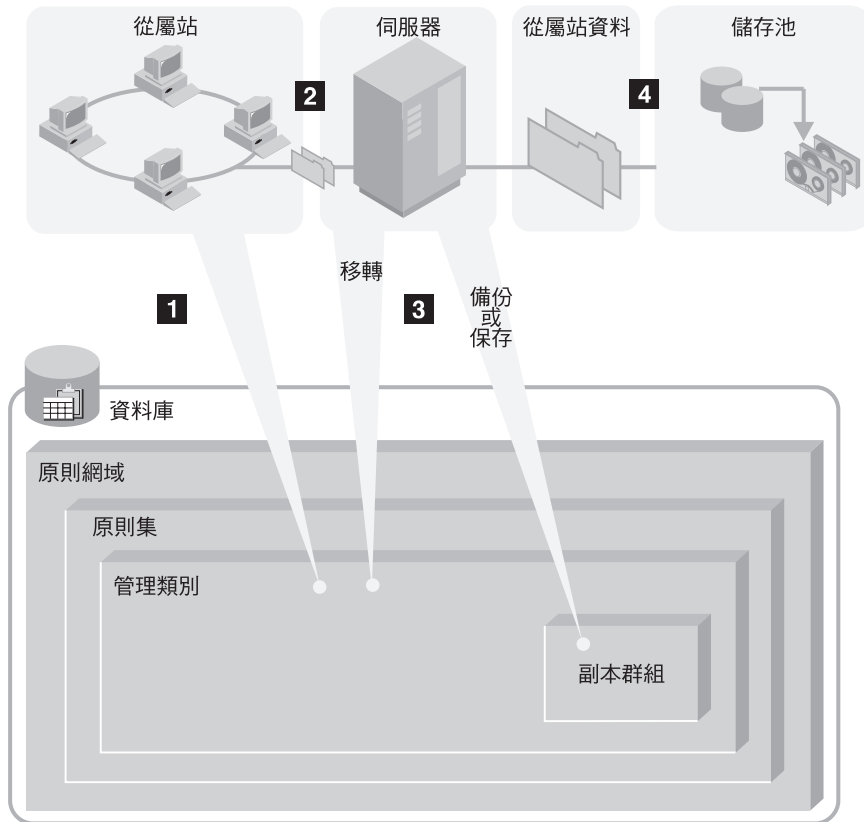 從屬站
伺服器
從屬站資料
儲存池
2
4
移轉
1
3
備份
或
保存
資料庫
原則網域
原則集
管理類別
副本群組